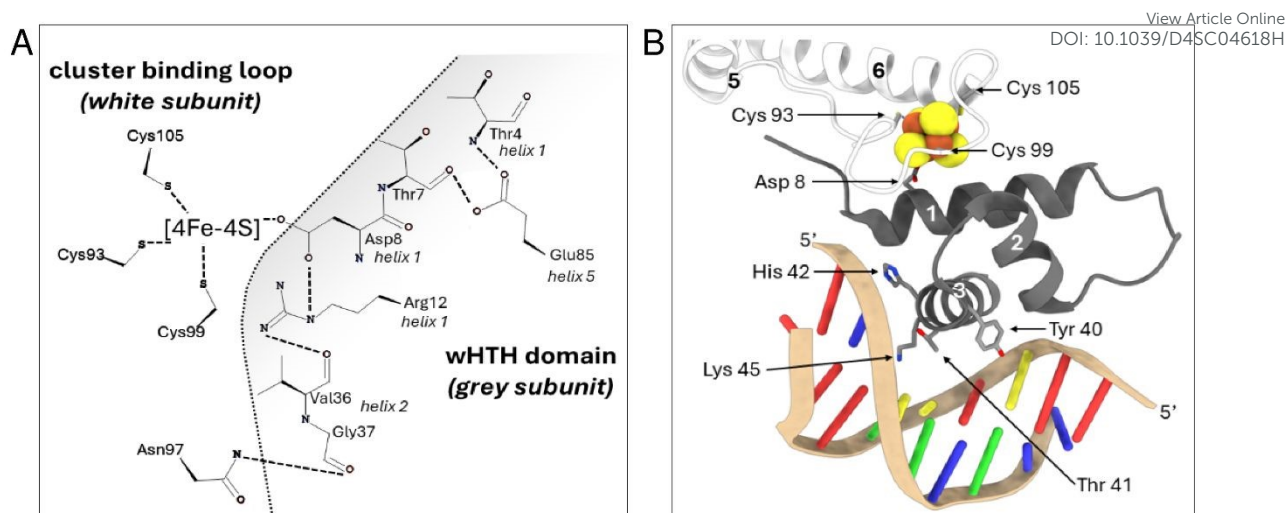 View Article Online
DOI: 10.1039/D4SC04618H
A
cluster binding loop
(white subunit)
Cys105
S
[4Fe-4S]
S
Cys93
S
Cys99
O
O
Thr4
helix 1
N
O
O
N
Thr7
O
O
O
Asp8
helix 1
N
O
O
Glu85
helix 5
N
N
N
Arg12
helix 1
O
Val36
helix 2
N
Gly37
O
wHTH domain
(grey subunit)
Asn97
N
O
B
5
6
Cys 105
Cys 93
Cys 99
Asp 8
1
2
5’
His 42
3
Tyr 40
Lys 45
5’
Thr 41